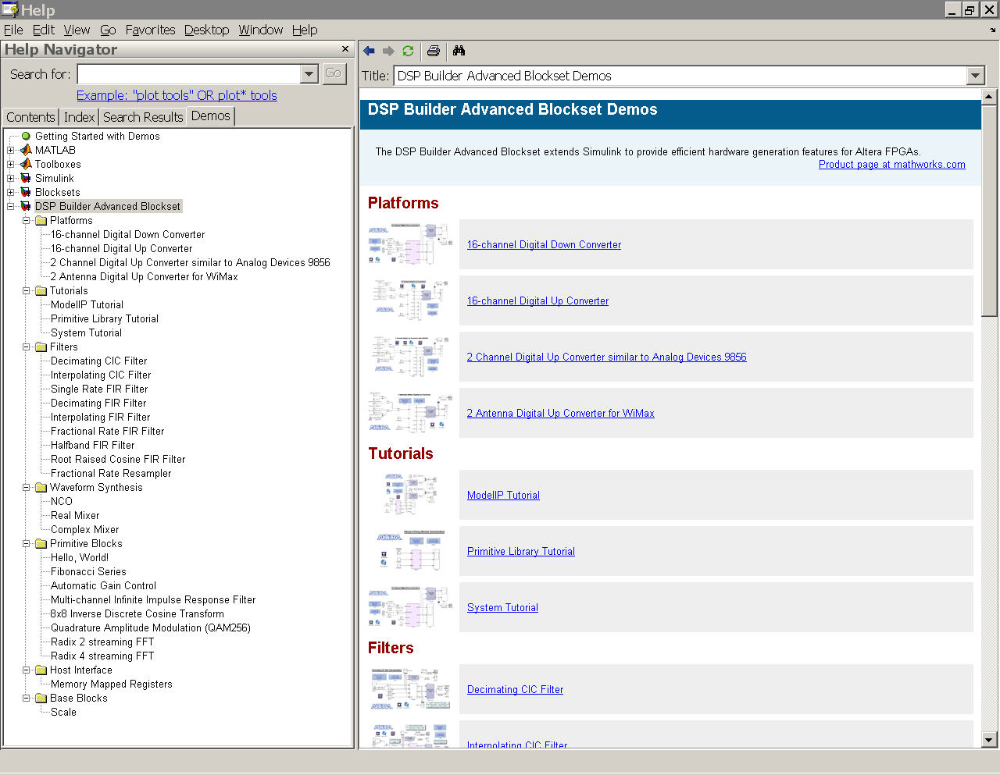 Help
File Edit View Go Favorites Desktop Window Help
Help Navigator
Search for: Go
Example: "plot tools" OR plot* tools
Contents Index Search Results Demos
Getting Started with Demos
MATLAB
Toolboxes
Simulink
Blocksets
DSP Builder Advanced Blockset
Platforms
16-channel Digital Down Converter
16-channel Digital Up Converter
2 Channel Digital Up Converter similar to Analog Devices 9856
2 Antenna Digital Up Converter for WiMax
Tutorials
ModelIP Tutorial
Primitive Library Tutorial
System Tutorial
Filters
Decimating CIC Filter
Interpolating CIC Filter
Single Rate FIR Filter
Decimating FIR Filter
Interpolating FIR Filter
Fractional Rate FIR Filter
Halfband FIR Filter
Root Raised Cosine FIR Filter
Fractional Rate Resampler
Waveform Synthesis
NCO
Real Mixer
Complex Mixer
Primitive Blocks
Hello, World!
Fibonacci Series
Automatic Gain Control
Multi-channel Infinite Impulse Response Filter
8x8 Inverse Discrete Cosine Transform
Quadrature Amplitude Modulation (QAM256)
Radix 2 streaming FFT
Radix 4 streaming FFT
Host Interface
Memory Mapped Registers
Base Blocks
Scale
Title: DSP Builder Advanced Blockset Demos
DSP Builder Advanced Blockset Demos
The DSP Builder Advanced Blockset extends Simulink to provide efficient hardware generation features for Altera FPGAs.
Product page at mathworks.com
Platforms
16-channel Digital Down Converter
16-channel Digital Up Converter
2 Channel Digital Up Converter similar to Analog Devices 9856
2 Antenna Digital Up Converter for WiMax
Tutorials
ModelIP Tutorial
Primitive Library Tutorial
System Tutorial
Filters
Decimating CIC Filter
Interpolating CIC Filter